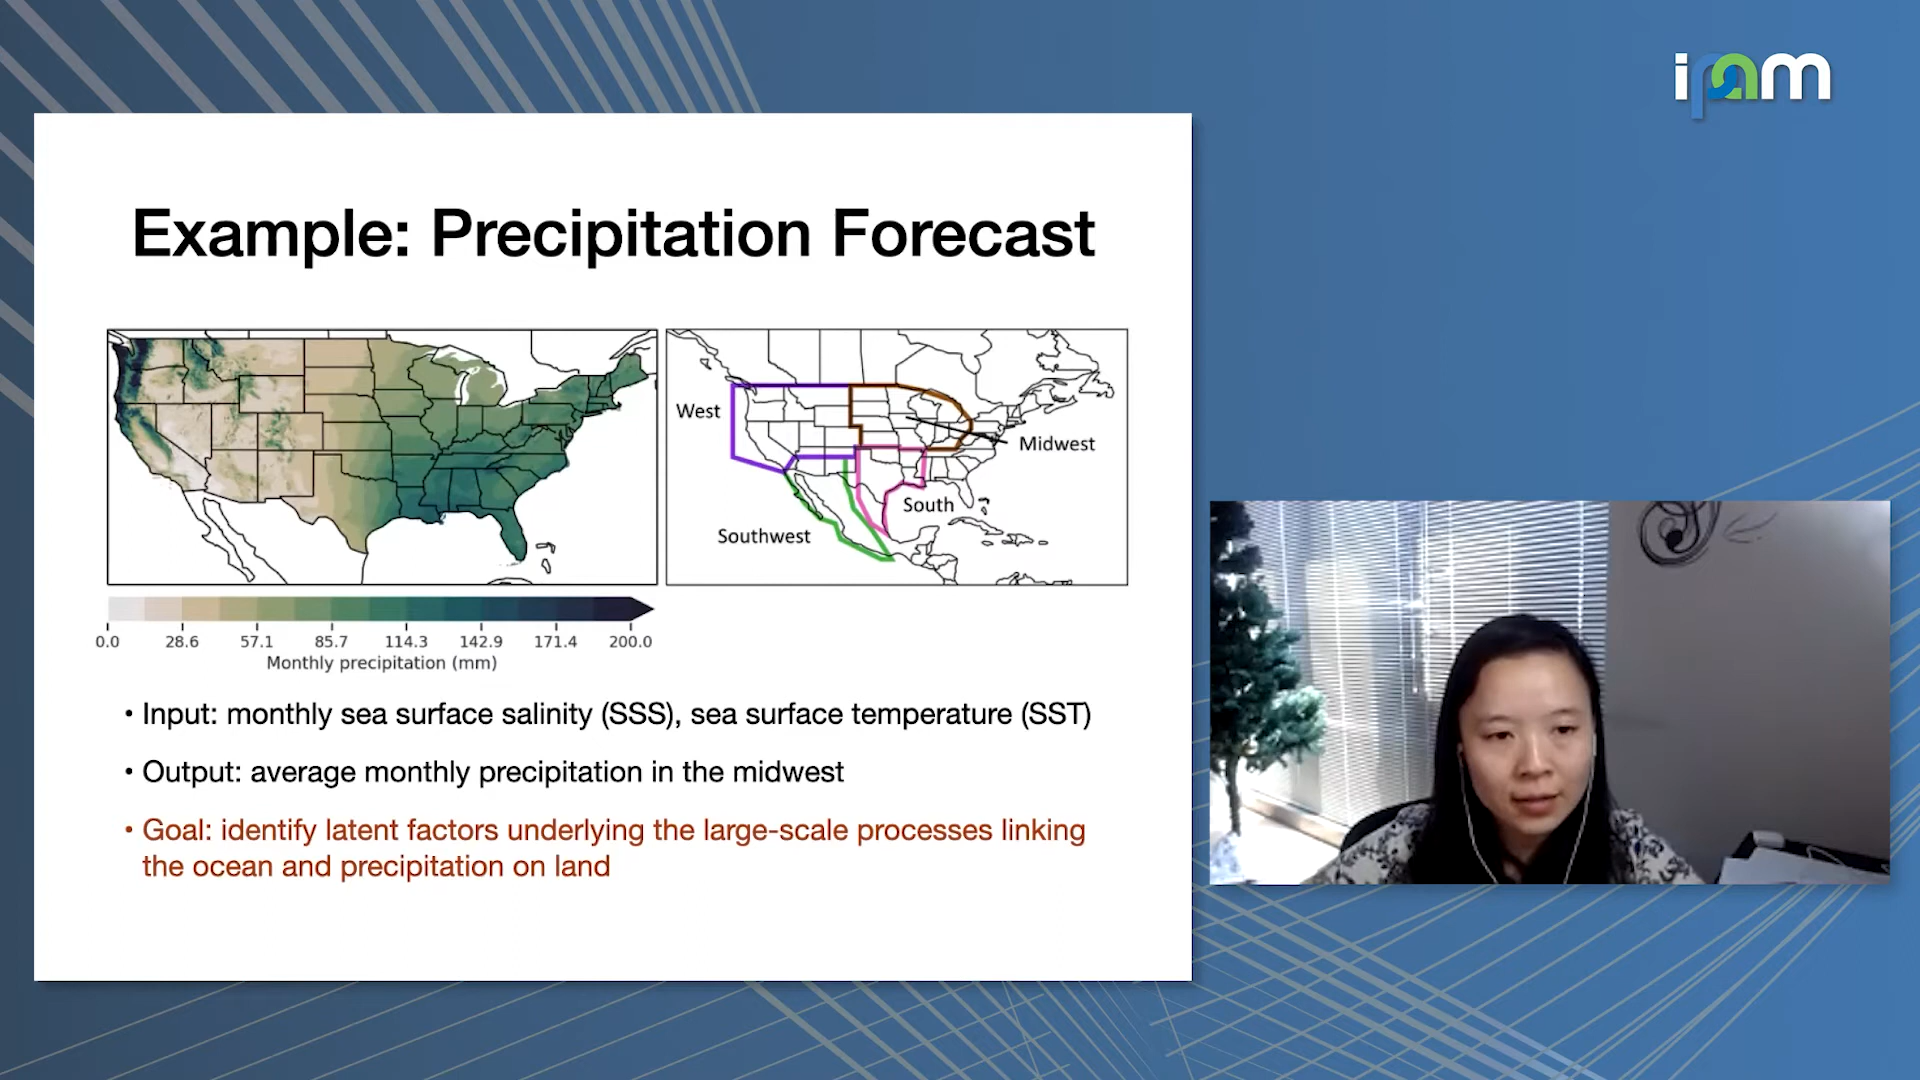 ipam
Example: Precipitation Forecast
West
Midwest
South
Southwest
0.0 28.6 57.1 85.7 114.3 142.9 171.4 200.0
Monthly precipitation (mm)
• Input: monthly sea surface salinity (SSS), sea surface temperature (SST)
• Output: average monthly precipitation in the midwest
• Goal: identify latent factors underlying the large-scale processes linking
the ocean and precipitation on land